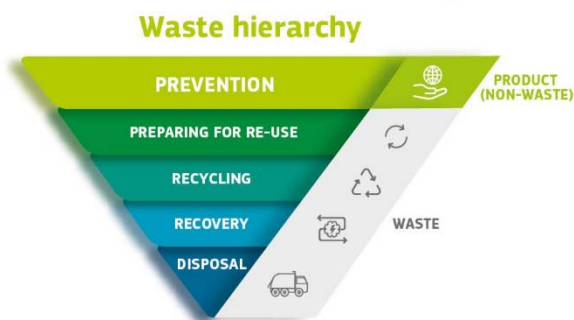 Waste hierarchy
PREVENTION
PRODUCT
(NON-WASTE)
PREPARING FOR RE-USE
RECYCLING
RECOVERY
WASTE
DISPOSAL